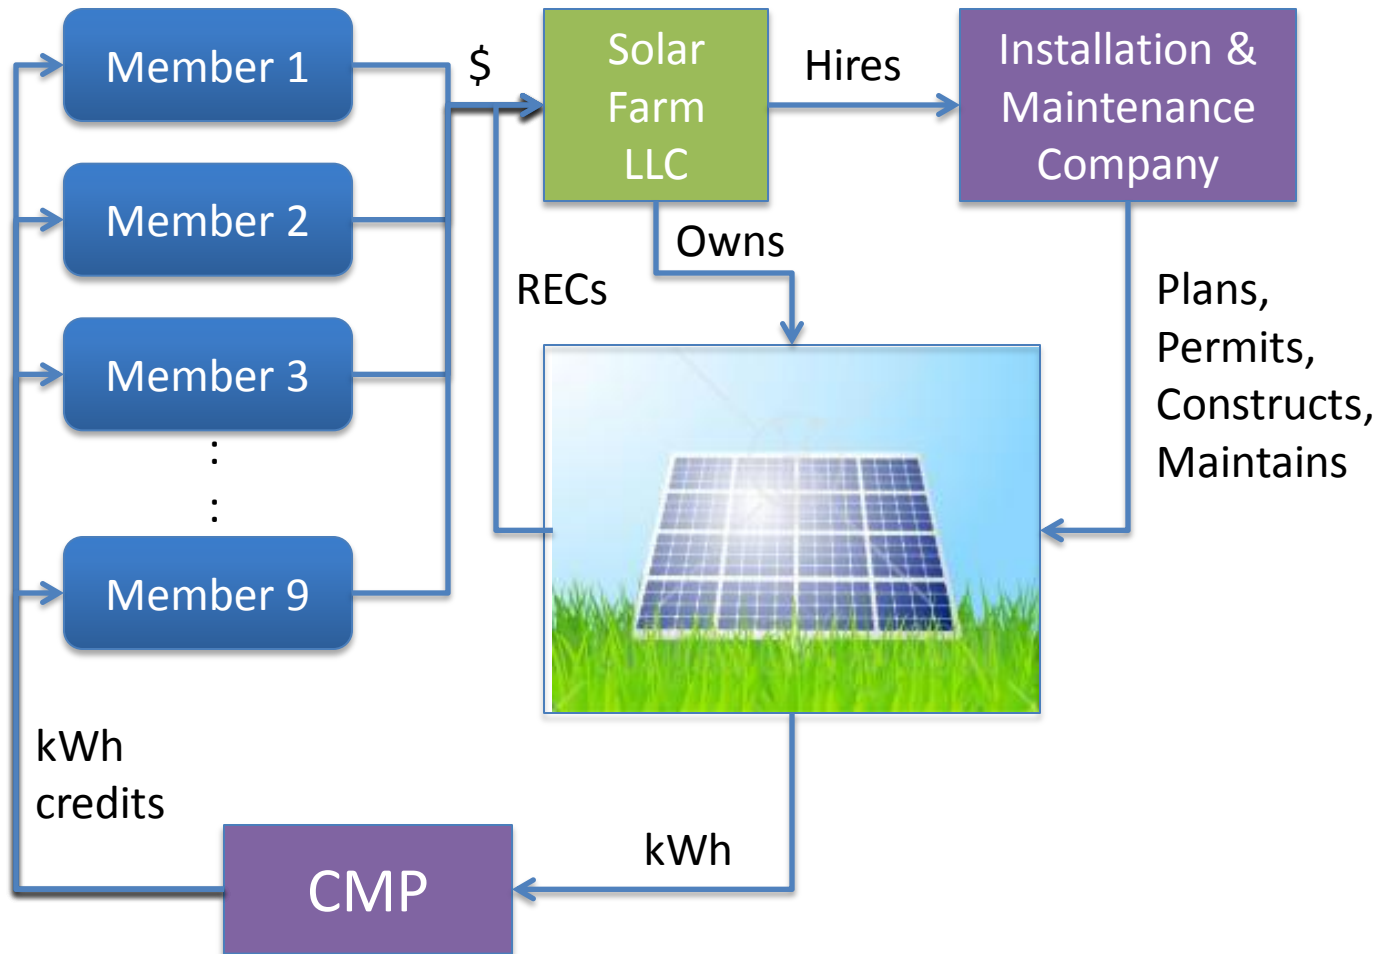 Member 1
$
Solar
Farm
LLC
Hires
Installation &
Maintenance
Company
Member 2
Owns
RECs
Plans,
Permits,
Constructs,
Maintains
Member 3
:
:
Member 9
kWh
credits
kWh
CMP